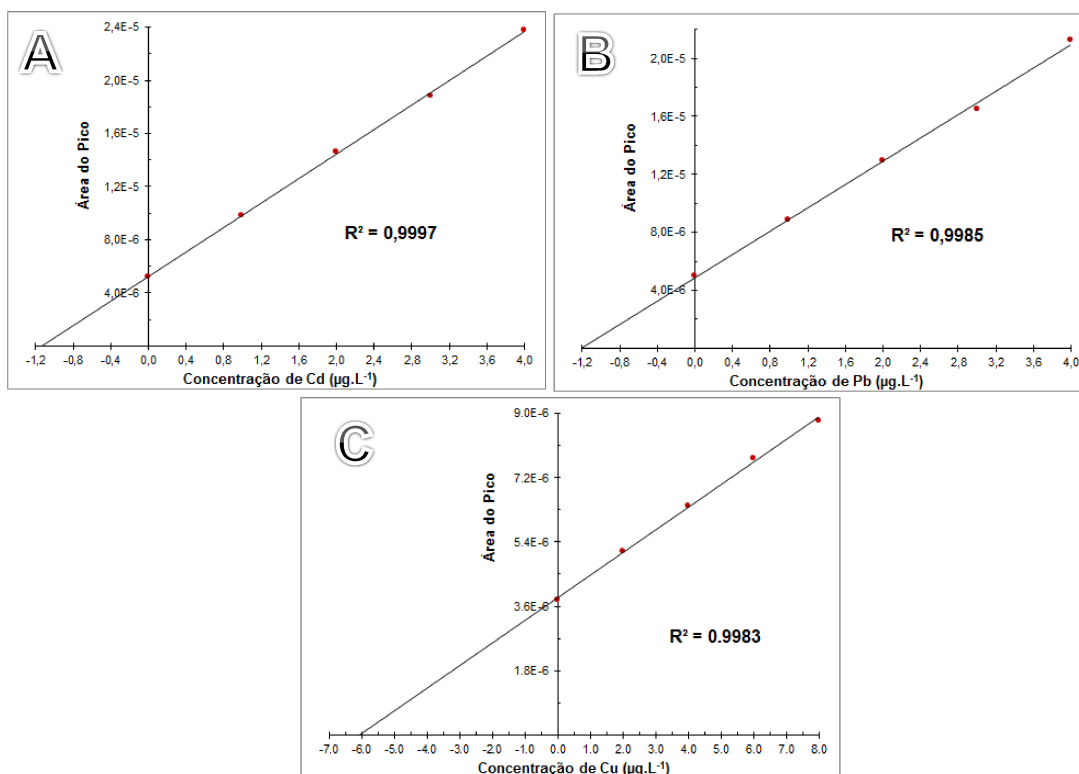 A
Área do Pico
2,4E-5
2,0E-5
1,6E-5
1,2E-5
8,0E-6
4,0E-6
R² = 0,9997
-1,2 -0,8 -0,4 0,0 0,4 0,8 1,2 1,6 2,0 2,4 2,8 3,2 3,6 4,0
Concentração de Cd (µg.L⁻¹)
B
Área do Pico
2,0E-5
1,6E-5
1,2E-5
8,0E-6
4,0E-6
R² = 0,9985
-1,2 -0,8 -0,4 0,0 0,4 0,8 1,2 1,6 2,0 2,4 2,8 3,2 3,6 4,0
Concentração de Pb (µg.L⁻¹)
C
Área do Pico
9.0E-6
7.2E-6
5.4E-6
3.6E-6
1.8E-6
R² = 0.9983
-7.0 -6.0 -5.0 -4.0 -3.0 -2.0 -1.0 0.0 1.0 2.0 3.0 4.0 5.0 6.0 7.0 8.0
Concentração de Cu (µg.L⁻¹)